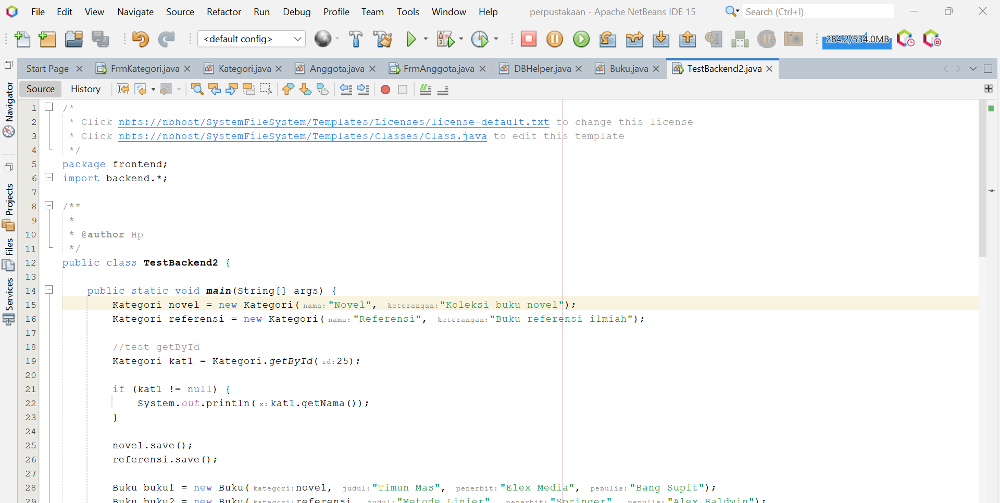 File Edit View Navigate Source Refactor Run Debug Profile Team Tools Window Help perpustakaan - Apache NetBeans IDE 15 Search (Ctrl+I)
<default config> 284.2/534.0MB
Start Page FrmKategori.java Kategori.java Anggota.java FrmAnggota.java DBHelper.java Buku.java TestBackend2.java
Source History
Navigator
Projects
Files
Services
1 /*
2 * Click nbfs://nbhost/SystemFileSystem/Templates/Licenses/license-default.txt to change this license
3 * Click nbfs://nbhost/SystemFileSystem/Templates/Classes/Class.java to edit this template
4 */
5 package frontend;
6 import backend.*;
7
8 /**
9 *
10 * @author Hp
11 */
12 public class TestBackend2 {
13
14 public static void main(String[] args) {
15 Kategori novel = new Kategori( nama: "Novel", keterangan: "Koleksi buku novel");
16 Kategori referensi = new Kategori( nama: "Referensi", keterangan: "Buku referensi ilmiah");
17
18 //test getById
19 Kategori kat1 = Kategori.getById( id: 25);
20
21 if (kat1 != null) {
22 System.out.println( x: kat1.getNama());
23 }
24
25 novel.save();
26 referensi.save();
27
28 Buku buku1 = new Buku( kategori: novel, judul: "Timun Mas", penerbit: "Elex Media", penulis: "Bang Supit");
29 Buku buku2 = new Buku( kategori: referensi, judul: "Metode Linier", penerbit: "Springer", penulis: "Alex Baldwin");